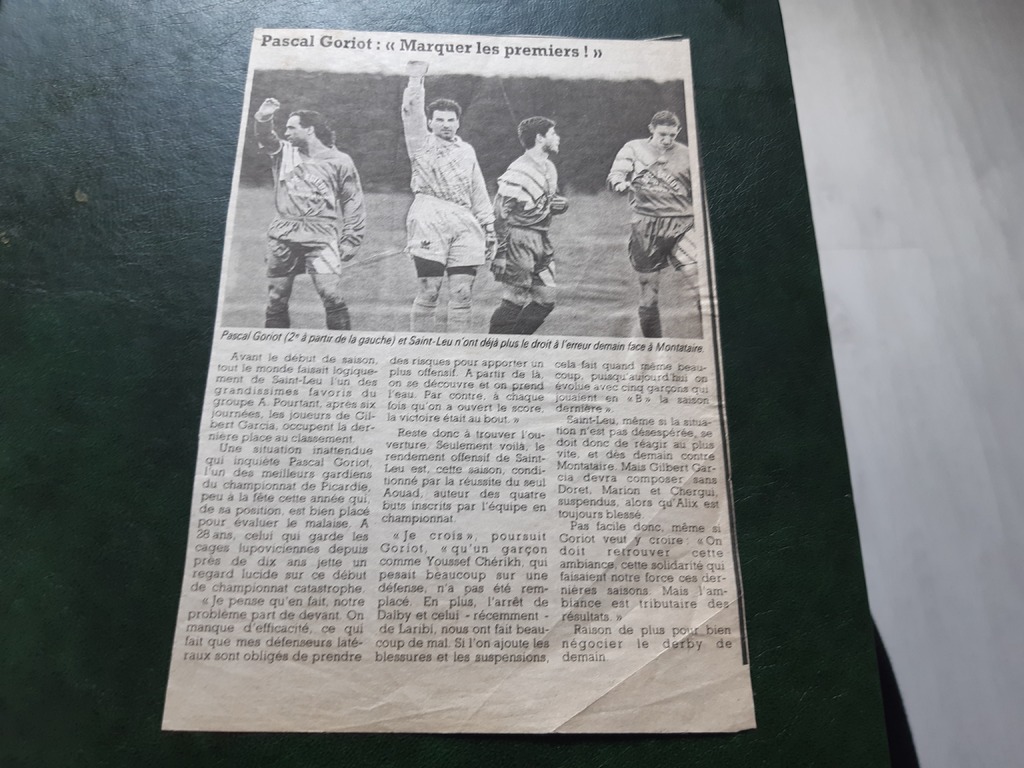 Pascal Goriot : « Marquer les premiers ! »
Pascal Goriot (2e à partir de la gauche) et Saint-Leu n'ont déjà plus le droit à l'erreur demain face à Montataire.
Avant le début de saison,
tout le monde faisait logique-
ment de Saint-Leu l'un des
grandissimes favoris du
groupe A. Pourtant, après six
journées, les joueurs de Gil-
bert Garcia, occupent la der-
nière place au classement.
Une situation inattendue
qui inquiète Pascal Goriot,
l'un des meilleurs gardiens
du championnat de Picardie,
peu à la fête cette année qui,
de sa position, est bien placé
pour évaluer le malaise. A
28 ans, celui qui garde les
cages lupoviciennes depuis
près de dix ans jette un
regard lucide sur ce début
de championnat catastrophe.
« Je pense qu'en fait, notre
problème part de devant. On
manque d'efficacité, ce qui
fait que mes défenseurs laté-
raux sont obligés de prendre
des risques pour apporter un
plus offensif. A partir de là,
on se découvre et on prend
l'eau. Par contre, à chaque
fois qu'on a ouvert le score,
la victoire était au bout. »
Reste donc à trouver l'ou-
verture. Seulement voilà, le
rendement offensif de Saint-
Leu est, cette saison, condi-
tionné par la réussite du seul
Aouad, auteur des quatre
buts inscrits par l'équipe en
championnat.
« Je crois », poursuit
Goriot, « qu'un garçon
comme Youssef Chérikh, qui
pesait beaucoup sur une
défense, n'a pas été rem-
placé. En plus, l'arrêt de
Dalby et celui - récemment -
de Laribi, nous ont fait beau-
coup de mal. Si l'on ajoute les
blessures et les suspensions,
cela fait quand même beau-
coup, puisqu'aujourd'hui on
évolue avec cinq garçons qui
jouaient en « B » la saison
dernière ».
Saint-Leu, même si la situa-
tion n'est pas désespérée, se
doit donc de réagir au plus
vite, et dès demain contre
Montataire. Mais Gilbert Gar-
cia devra composer sans
Doret, Marion et Chergui,
suspendus, alors qu'Alix est
toujours blessé.
Pas facile donc, même si
Goriot veut y croire : « On
doit retrouver cette
ambiance, cette solidarité qui
faisaient notre force ces der-
nières saisons. Mais l'am-
biance est tributaire des
résultats. »
Raison de plus pour bien
négocier le derby de
demain.